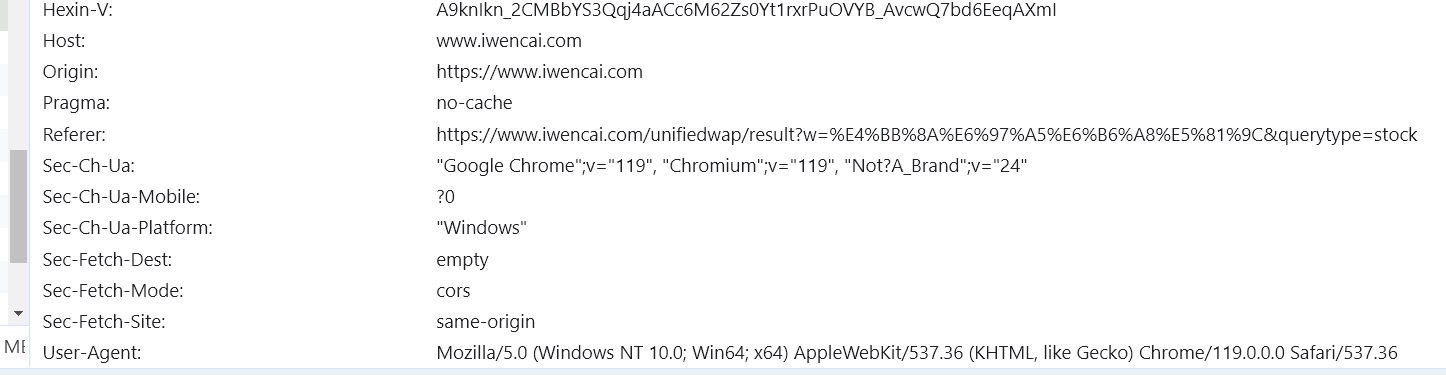 Hexin-V: A9knIkn_2CMBbYS3Qqj4aACc6M62Zs0Yt1rxrPuOVYB_AvcwQ7bd6EeqAXmI
Host: www.iwencai.com
Origin: https://www.iwencai.com
Pragma: no-cache
Referer: https://www.iwencai.com/unifiedwap/result?w=%E4%BB%8A%E6%97%A5%E6%B6%A8%E5%81%9C&querytype=stock
Sec-Ch-Ua: "Google Chrome";v="119", "Chromium";v="119", "Not?A_Brand";v="24"
Sec-Ch-Ua-Mobile: ?0
Sec-Ch-Ua-Platform: "Windows"
Sec-Fetch-Dest: empty
Sec-Fetch-Mode: cors
Sec-Fetch-Site: same-origin
User-Agent: Mozilla/5.0 (Windows NT 10.0; Win64; x64) AppleWebKit/537.36 (KHTML, like Gecko) Chrome/119.0.0.0 Safari/537.36